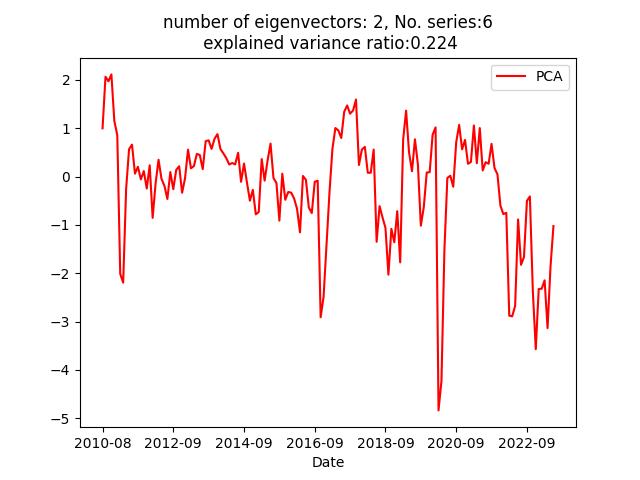 number of eigenvectors: 2, No. series:6
explained variance ratio:0.224
PCA
2
1
0
−1
−2
−3
−4
−5
2010-08 2012-09 2014-09 2016-09 2018-09 2020-09 2022-09
Date